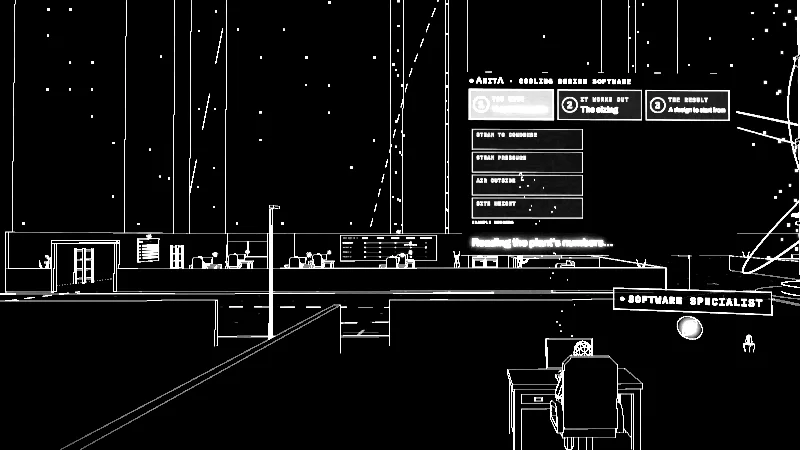 AHITA · COOLING DESIGN SOFTWARE
2 IT WORKS OUT
The sizing
3 THE RESULT
A design to start from
STEAM TO CONDENSE
STEAM PRESSURE
AIR OUTSIDE
SITE HEIGHT
Reading the plant's numbers...
SOFTWARE SPECIALIST